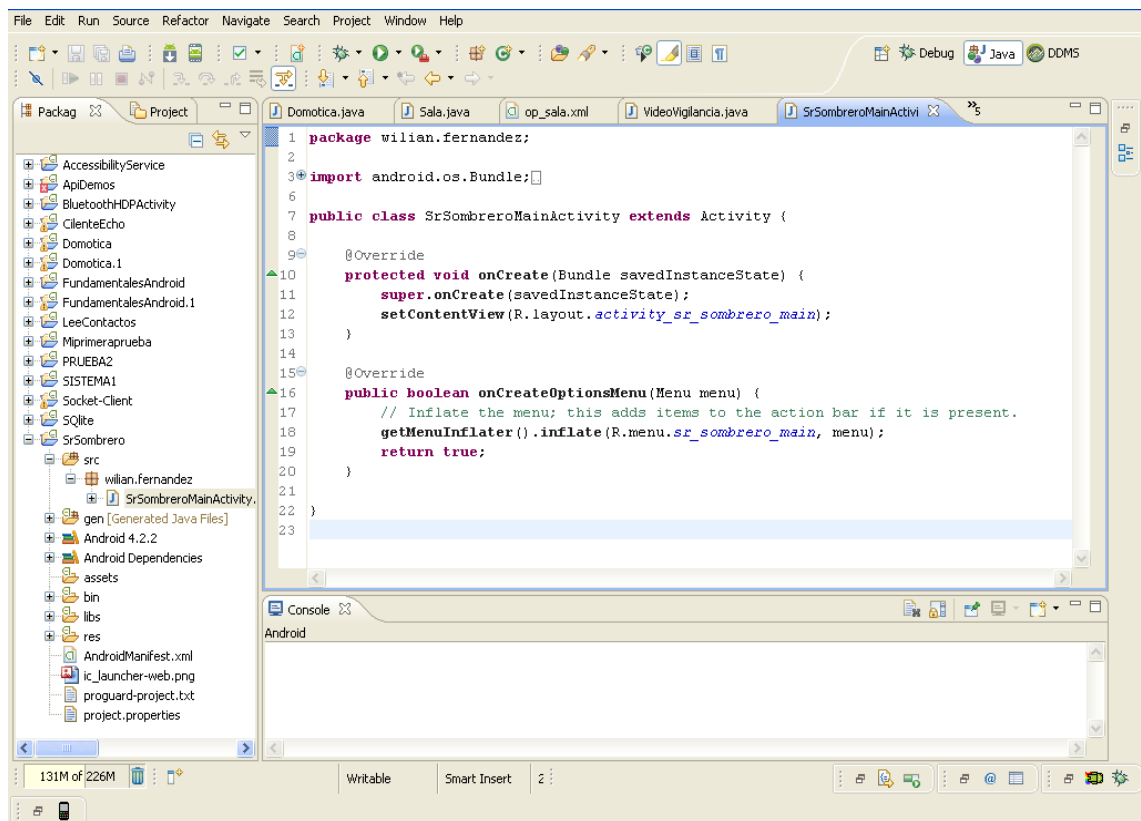 File Edit Run Source Refactor Navigate Search Project Window Help
Debug Java DDMS
Packag Project
AccessibilityService
ApiDemos
BluetoothHDPActivity
CilenteEcho
Domotica
Domotica.1
FundamentalesAndroid
FundamentalesAndroid.1
LeeContactos
Miprimeraprueba
PRUEBA2
SISTEMA1
Socket-Client
SQlite
SrSombrero
src
wilian.fernandez
SrSombreroMainActivity.
gen [Generated Java Files]
Android 4.2.2
Android Dependencies
assets
bin
libs
res
AndroidManifest.xml
ic_launcher-web.png
proguard-project.txt
project.properties
Domotica.java Sala.java op_sala.xml VideoVigilancia.java SrSombreroMainActivi »5
1 package wilian.fernandez;
2
3 import android.os.Bundle;
6
7 public class SrSombreroMainActivity extends Activity {
8
9 @Override
10 protected void onCreate(Bundle savedInstanceState) {
11 super.onCreate(savedInstanceState);
12 setContentView(R.layout.activity_sr_sombrero_main);
13 }
14
15 @Override
16 public boolean onCreateOptionsMenu(Menu menu) {
17 // Inflate the menu; this adds items to the action bar if it is present.
18 getMenuInflater().inflate(R.menu.sr_sombrero_main, menu);
19 return true;
20 }
21
22 }
23
Console
Android
131M of 226M Writable Smart Insert 2